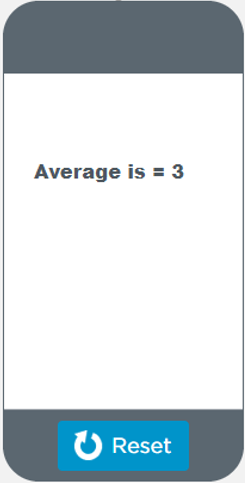 Average is = 3
Reset